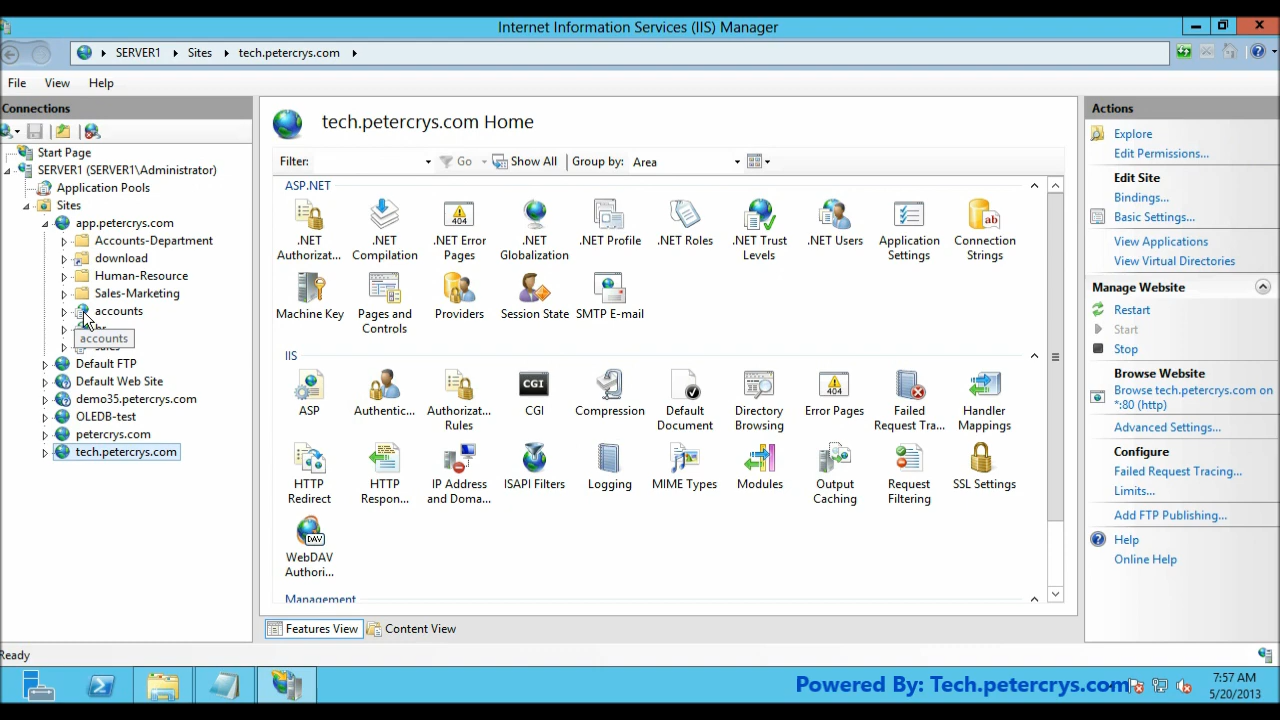 Internet Information Services (IIS) Manager
SERVER1
Sites
tech.petercrys.com
File
View
Help
Connections
Start Page
SERVER1 (SERVER1\Administrator)
Application Pools
Sites
app.petercrys.com
Accounts-Department
download
Human-Resource
Sales-Marketing
accounts
accounts
Default FTP
Default Web Site
demo35.petercrys.com
OLEDB-test
petercrys.com
tech.petercrys.com
tech.petercrys.com Home
Filter:
Go
Show All
Group by:
Area
ASP.NET
.NET
Authorizat...
.NET
Compilation
.NET Error
Pages
.NET
Globalization
.NET Profile
.NET Roles
.NET Trust
Levels
.NET Users
Application
Settings
Connection
Strings
Machine Key
Pages and
Controls
Providers
Session State
SMTP E-mail
IIS
ASP
Authentic...
Authorizat...
Rules
CGI
Compression
Default
Document
Directory
Browsing
Error Pages
Failed
Request Tra...
Handler
Mappings
HTTP
Redirect
HTTP
Respon...
IP Address
and Doma...
ISAPI Filters
Logging
MIME Types
Modules
Output
Caching
Request
Filtering
SSL Settings
WebDAV
Authori...
Management
Features View
Content View
Actions
Explore
Edit Permissions...
Edit Site
Bindings...
Basic Settings...
View Applications
View Virtual Directories
Manage Website
Restart
Start
Stop
Browse Website
Browse tech.petercrys.com on
*:80 (http)
Advanced Settings...
Configure
Failed Request Tracing...
Limits...
Add FTP Publishing...
Help
Online Help
Ready
Powered By: Tech.petercrys.com
7:57 AM
5/20/2013